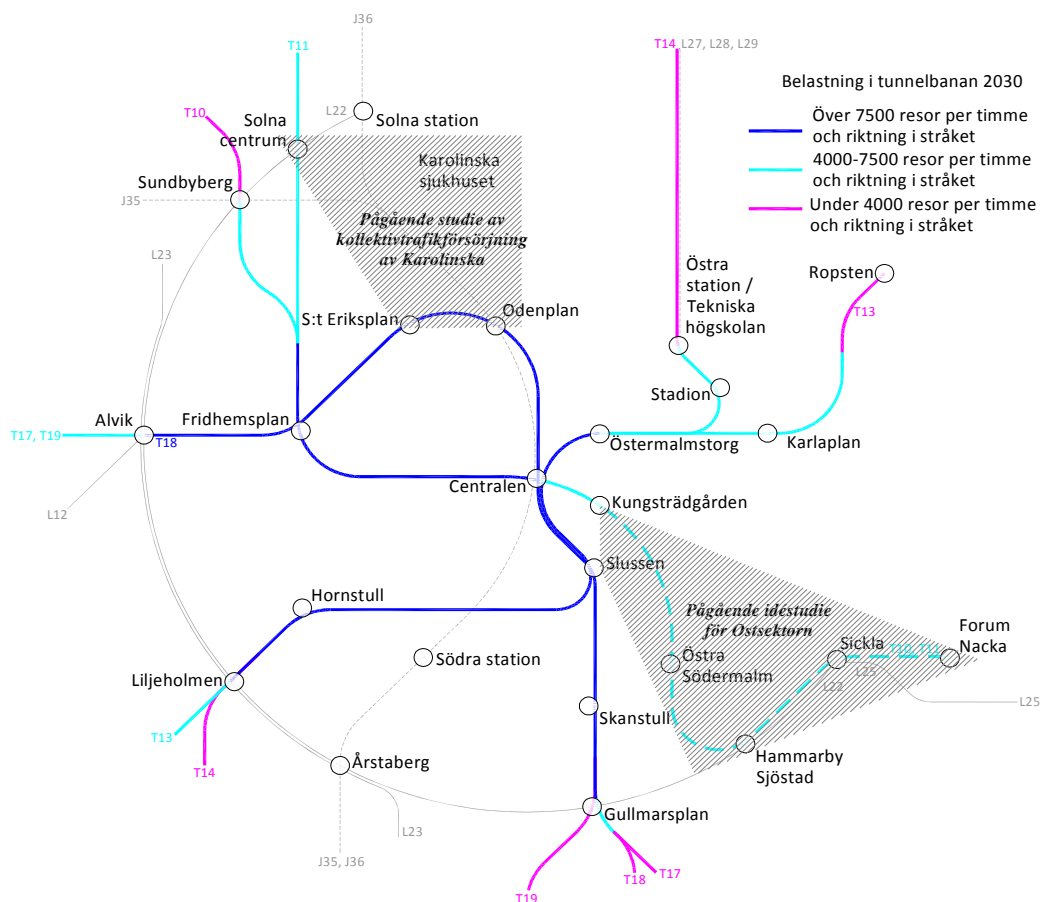 J36
T11
T14 L27, L28, L29
Belastning i tunnelbanan 2030
Över 7500 resor per timme
och riktning i stråket
4000-7500 resor per timme
och riktning i stråket
Under 4000 resor per timme
och riktning i stråket
T10
L22
Solna station
Solna
centrum
Karolinska
sjukhuset
Sundbyberg
J35
Pågående studie av
kollektivtrafikförsörjning
av Karolinska
L23
Östra
station /
Tekniska
högskolan
Ropsten
T13
S:t Eriksplan
Odenplan
Stadion
Alvik
Fridhemsplan
T17, T19
T18
Östermalmstorg
Karlaplan
Centralen
Kungsträdgården
L12
Slussen
Hornstull
Pågående idéstudie
för Ostsektorn
Forum
Nacka
Sickla
T10, T11
Östra
Södermalm
Södra station
L22
L25
L25
Liljeholmen
Skanstull
T13
T14
Årstaberg
Hammarby
Sjöstad
Gullmarsplan
L23
J35, J36
T19
T18
T17